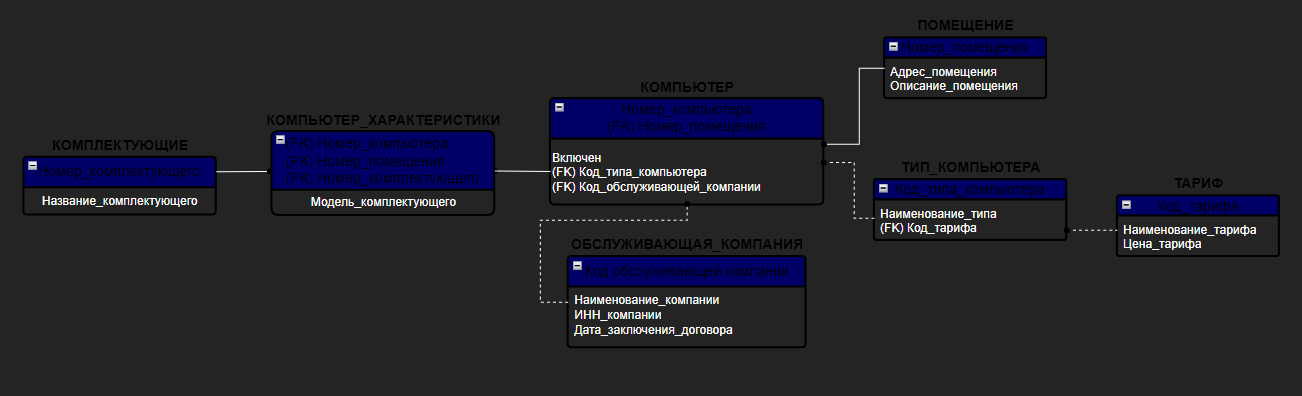 ПОМЕЩЕНИЕ
Номер_помещения
Адрес_помещения
Описание_помещения
КОМПЬЮТЕР
Номер_компьютера
(FK) Номер_помещения
Включен
(FK) Код_типа_компьютера
(FK) Код_обслуживающей_компании
КОМПЬЮТЕР_ХАРАКТЕРИСТИКИ
(FK) Номер_компьютера
(FK) Номер_помещения
(FK) Номер_комплектующего
Модель_комплектующего
КОМПЛЕКТУЮЩИЕ
Номер_комплектующего
Название_комплектующего
ТИП_КОМПЬЮТЕРА
Код_типа_компьютера
Наименование_типа
(FK) Код_тарифа
ТАРИФ
Код_тарифа
Наименование_тарифа
Цена_тарифа
ОБСЛУЖИВАЮЩАЯ_КОМПАНИЯ
Код обслуживающей компании
Наименование_компании
ИНН_компании
Дата_заключения_договора